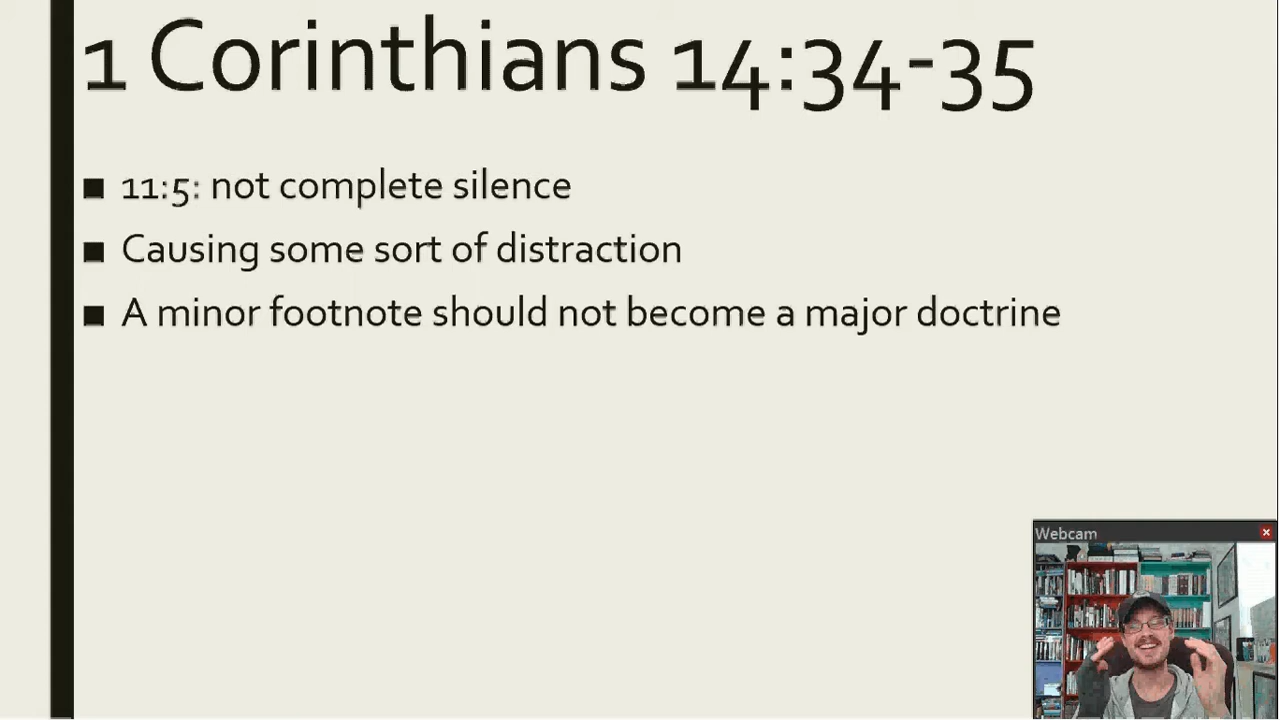 1 Corinthians 14:34-35
■ 11:5: not complete silence
■ Causing some sort of distraction
■ A minor footnote should not become a major doctrine
Webcam